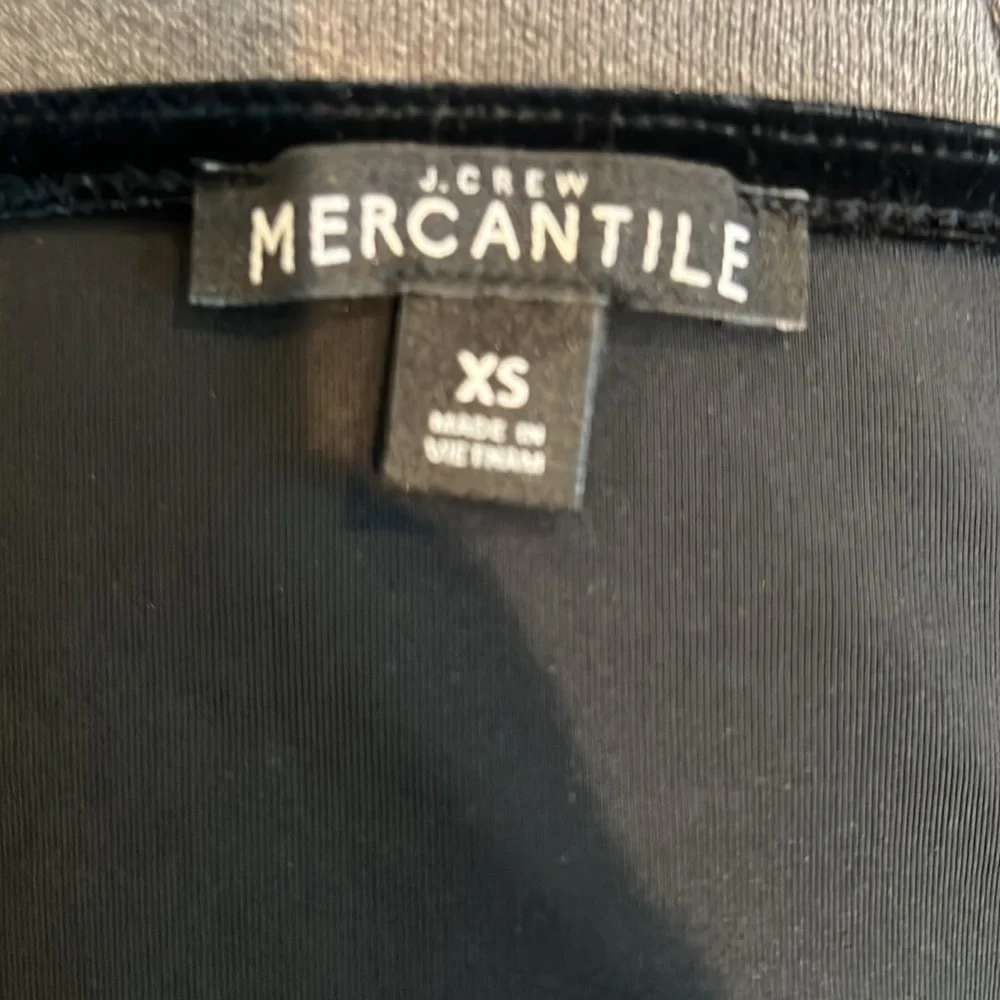 J.CREW
MERCANTILE
XS
MADE IN
VIETNAM